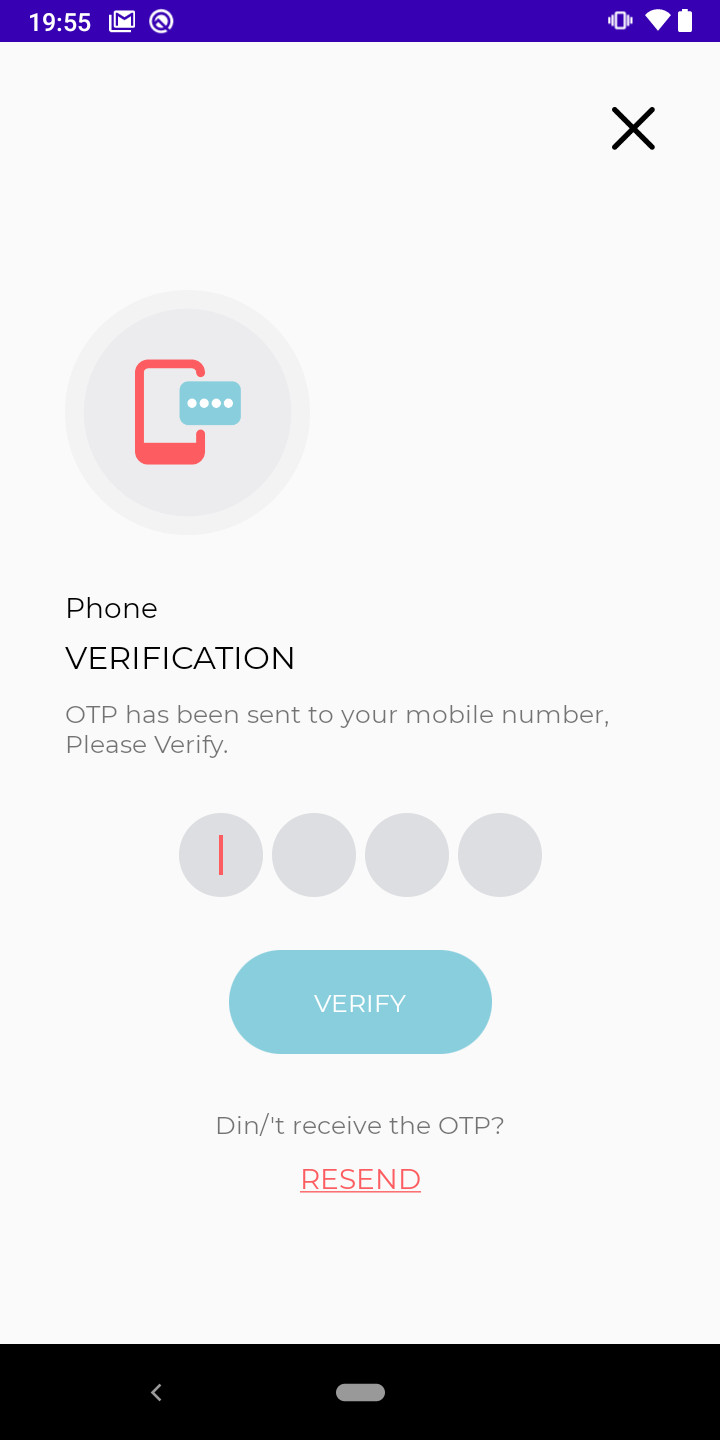 19:55
Phone
VERIFICATION
OTP has been sent to your mobile number,
Please Verify.
VERIFY
Din/'t receive the OTP?
RESEND